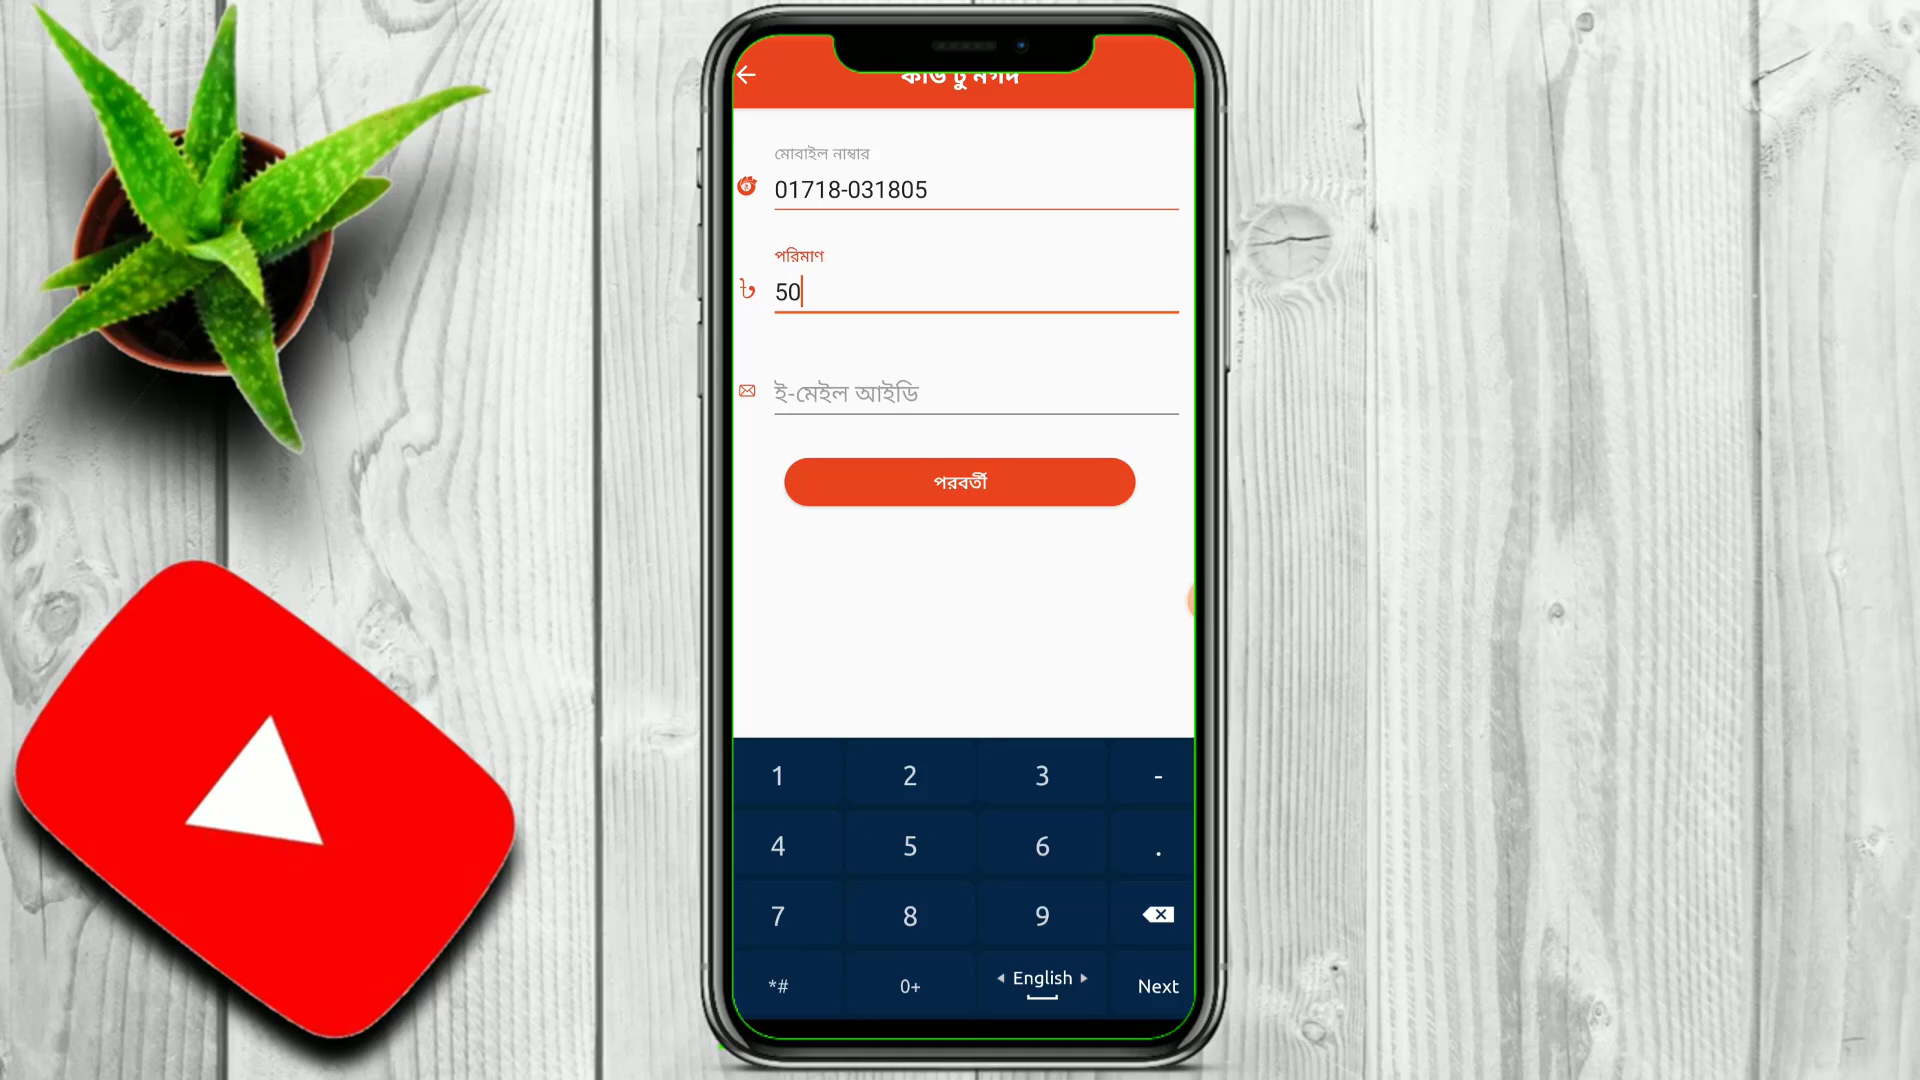 কার্ড টু নগদ
মোবাইল নাম্বার
01718-031805
পরিমাণ
৳ 50
ই-মেইল আইডি
পরবর্তী
1 2 3 -
4 5 6 .
7 8 9
*# 0+ English Next